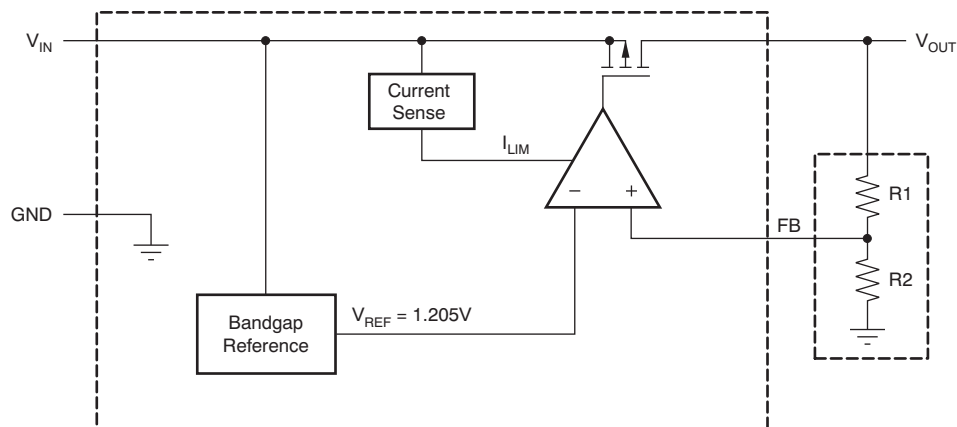 V_IN
V_OUT
Current
Sense
I_LIM
− +
R1
GND
FB
R2
V_REF = 1.205V
Bandgap
Reference